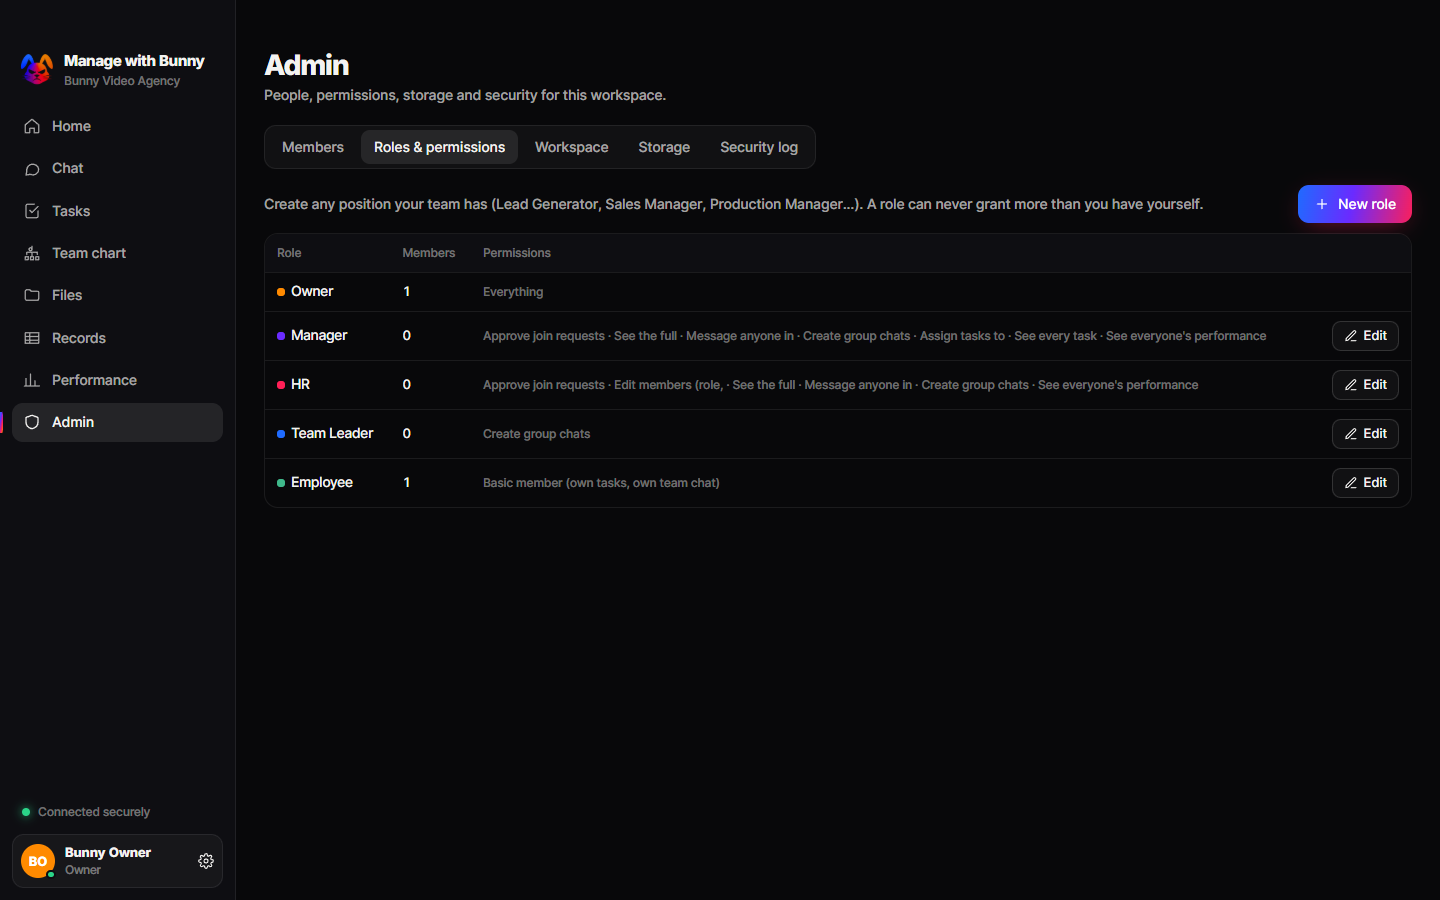 Manage with Bunny
Bunny Video Agency
Home
Chat
Tasks
Team chart
Files
Records
Performance
Admin
Connected securely
BO
Bunny Owner
Owner
Admin
People, permissions, storage and security for this workspace.
Members Roles & permissions Workspace Storage Security log
Create any position your team has (Lead Generator, Sales Manager, Production Manager...). A role can never grant more than you have yourself.
+ New role
Role Members Permissions
Owner 1 Everything
Manager 0 Approve join requests · See the full · Message anyone in · Create group chats · Assign tasks to · See every task · See everyone's performance Edit
HR 0 Approve join requests · Edit members (role, · See the full · Message anyone in · Create group chats · See everyone's performance Edit
Team Leader 0 Create group chats Edit
Employee 1 Basic member (own tasks, own team chat) Edit